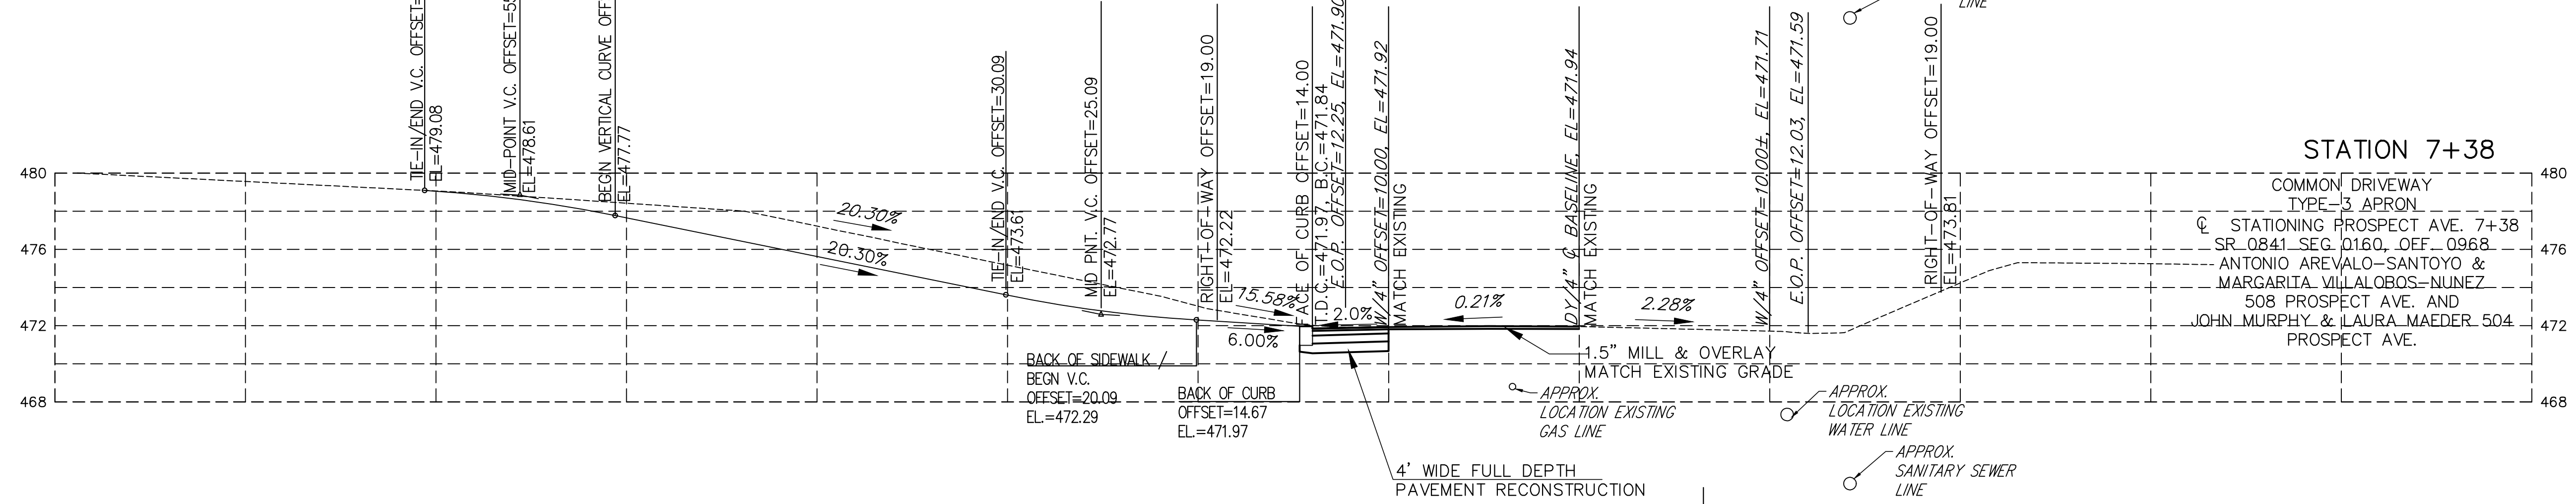 LINE
TIE-IN/END V.C. OFFSET=
EL=479.08
MID-POINT V.C. OFFSET=55
EL=478.61
BEGN VERTICAL CURVE OFF
EL=477.77
TIE-IN/END V.C. OFFSET=30.09
EL=473.61
MID PNT. V.C. OFFSET=25.09
EL=472.77
RIGHT-OF-WAY OFFSET=19.00
EL=472.22
FACE OF CURB OFFSET=14.00
T.D.C.=471.97, B.C.=471.84
E.O.P. OFFSET=12.25, EL=471.90
W/4" OFFSET=10.00, EL=471.92
MATCH EXISTING
DY/4" ℄ BASELINE, EL=471.94
MATCH EXISTING
W/4" OFFSET=10.00±, EL=471.71
E.O.P. OFFSET=12.03, EL=471.59
RIGHT-OF-WAY OFFSET=19.00
EL=473.81
STATION 7+38
480
476
472
468
480
476
472
468
COMMON DRIVEWAY
TYPE-3 APRON
℄ STATIONING PROSPECT AVE. 7+38
SR 0841 SEG 0160, OFF. 0968
ANTONIO AREVALO-SANTOYO &
MARGARITA VILLALOBOS-NUNEZ
508 PROSPECT AVE. AND
JOHN MURPHY & LAURA MAEDER 504
PROSPECT AVE.
20.30%
20.30%
15.58%
6.00%
2.0%
0.21%
2.28%
BACK OF SIDEWALK /
BEGN V.C.
OFFSET=20.09
EL.=472.29
BACK OF CURB
OFFSET=14.67
EL.=471.97
1.5" MILL & OVERLAY
MATCH EXISTING GRADE
APPROX.
LOCATION EXISTING
GAS LINE
APPROX.
LOCATION EXISTING
WATER LINE
APPROX.
SANITARY SEWER
LINE
4' WIDE FULL DEPTH
PAVEMENT RECONSTRUCTION